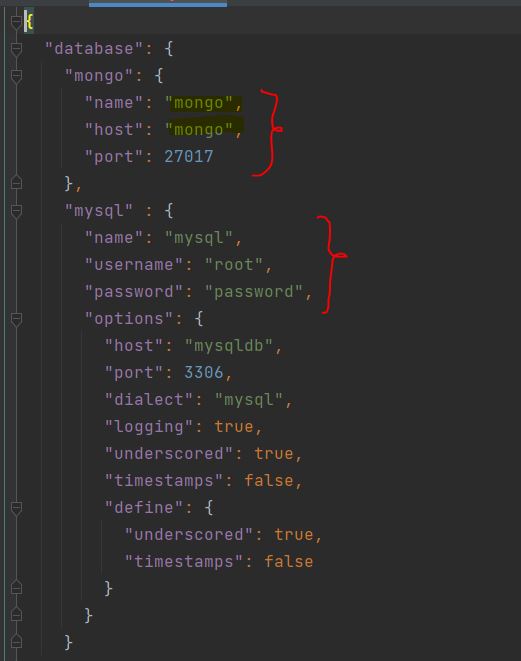 {
"database": {
"mongo": {
"name": "mongo",
"host": "mongo",
"port": 27017
},
"mysql" : {
"name": "mysql",
"username": "root",
"password": "password",
"options": {
"host": "mysqldb",
"port": 3306,
"dialect": "mysql",
"logging": true,
"underscored": true,
"timestamps": false,
"define": {
"underscored": true,
"timestamps": false
}
}
}